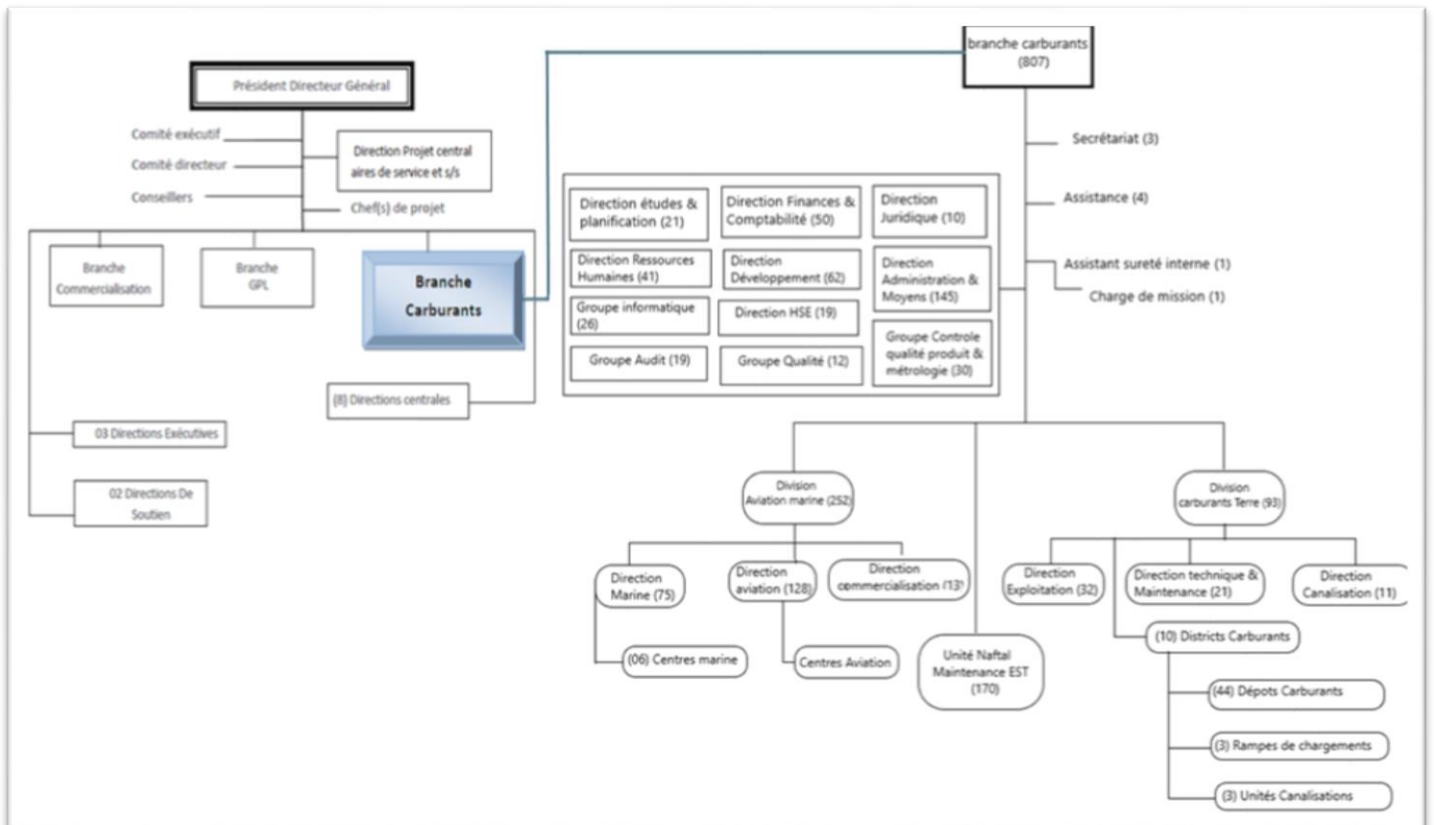 Président Directeur Général
Comité exécutif
Comité directeur
Conseillers
Direction Projet central
aires de service et s/s
Chef(s) de projet
Branche
Commercialisation
Branche
GPL
Branche
Carburants
(8) Directions centrales
03 Directions Exécutives
02 Directions De
Soutien
branche carburants
(807)
Secrétariat (3)
Assistance (4)
Assistant sureté interne (1)
Charge de mission (1)
Direction études &
planification (21)
Direction Finances &
Comptabilité (50)
Direction
Juridique (10)
Direction Ressources
Humaines (41)
Direction
Développement (62)
Direction
Administration &
Moyens (145)
Groupe informatique
(26)
Direction HSE (19)
Groupe Controle
qualité produit &
métrologie (30)
Groupe Audit (19)
Groupe Qualité (12)
Division
Aviation marine (252)
Division
carburants Terre (93)
Direction
Marine (75)
Direction
aviation (128)
Direction
commercialisation (13)
Direction
Exploitation (32)
Direction technique &
Maintenance (21)
Direction
Canalisation (11)
(06) Centres marine
Centres Aviation
Unité Naftal
Maintenance EST
(170)
(10) Districts Carburants
(44) Dépots Carburants
(3) Rampes de chargements
(3) Unités Canalisations